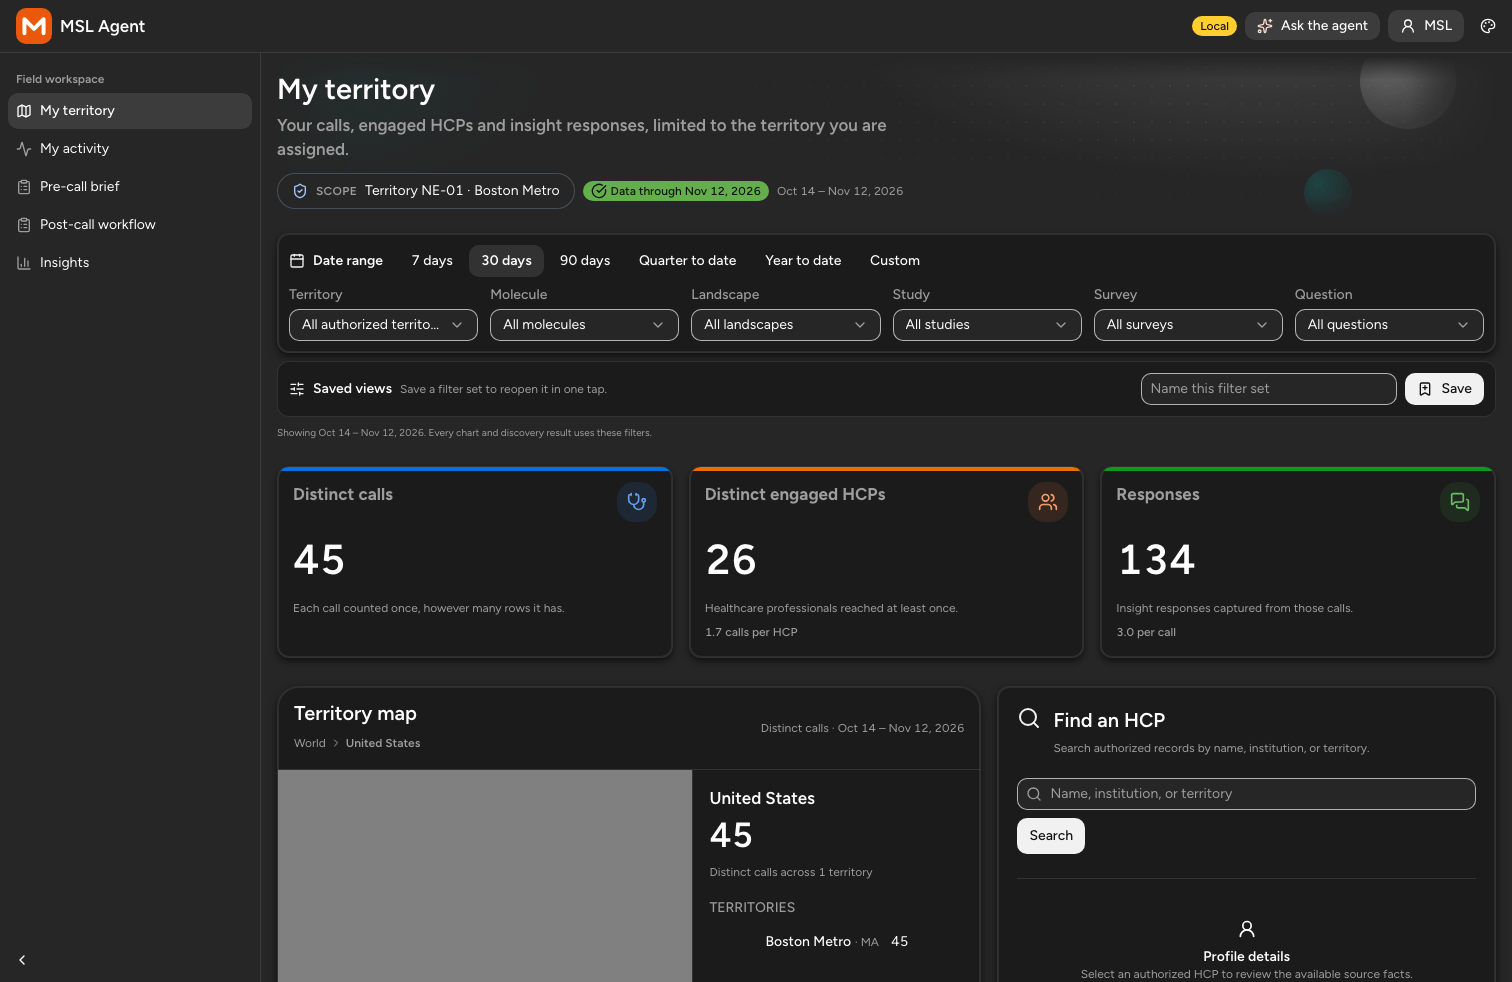 MSL Agent
Local
Ask the agent
MSL
Field workspace
My territory
My activity
Pre-call brief
Post-call workflow
Insights
My territory
Your calls, engaged HCPs and insight responses, limited to the territory you are
assigned.
SCOPE Territory NE-01 · Boston Metro
Data through Nov 12, 2026
Oct 14 – Nov 12, 2026
Date range 7 days 30 days 90 days Quarter to date Year to date Custom
Territory Molecule Landscape Study Survey Question
All authorized territo... All molecules All landscapes All studies All surveys All questions
Saved views Save a filter set to reopen it in one tap. Name this filter set Save
Showing Oct 14 – Nov 12, 2026. Every chart and discovery result uses these filters.
Distinct calls
45
Each call counted once, however many rows it has.
Distinct engaged HCPs
26
Healthcare professionals reached at least once.
1.7 calls per HCP
Responses
134
Insight responses captured from those calls.
3.0 per call
Territory map
World > United States
Distinct calls · Oct 14 – Nov 12, 2026
United States
45
Distinct calls across 1 territory
TERRITORIES
Boston Metro · MA 45
Find an HCP
Search authorized records by name, institution, or territory.
Name, institution, or territory
Search
Profile details
Select an authorized HCP to review the available source facts.